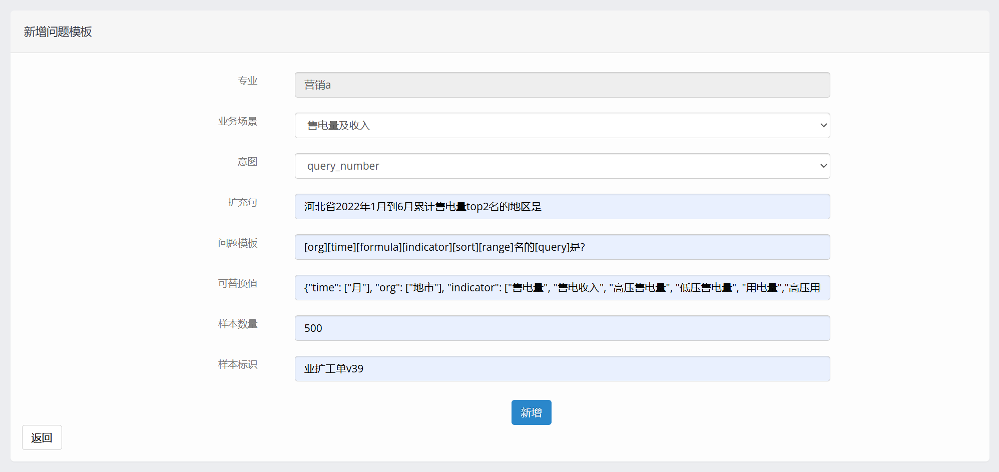 新增问题模板
专业
营销a
业务场景
售电量及收入
意图
query_number
扩充句
河北省2022年1月到6月累计售电量top2名的地区是
问题模板
[org][time][formula][indicator][sort][range]名的[query]是?
可替换值
{"time": ["月"], "org": ["地市"], "indicator": ["售电量", "售电收入", "高压售电量", "低压售电量", "用电量","高压用
样本数量
500
样本标识
业扩工单v39
新增
返回